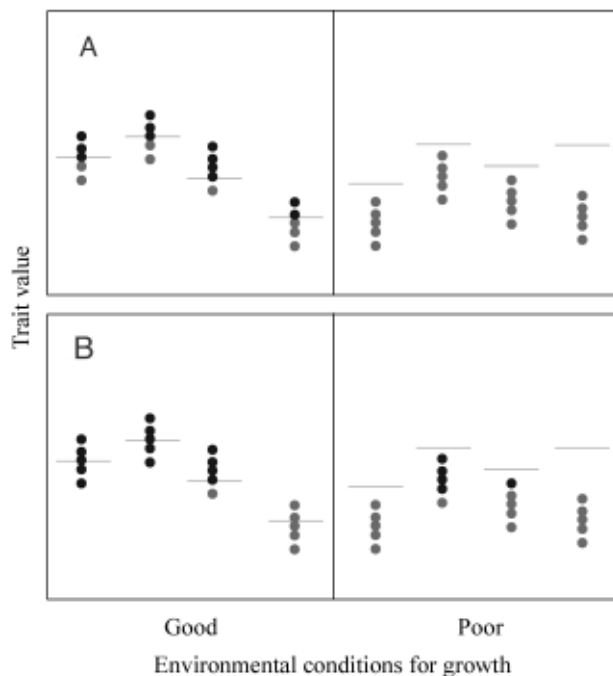 A
B
Trait value
Good
Poor
Environmental conditions for growth